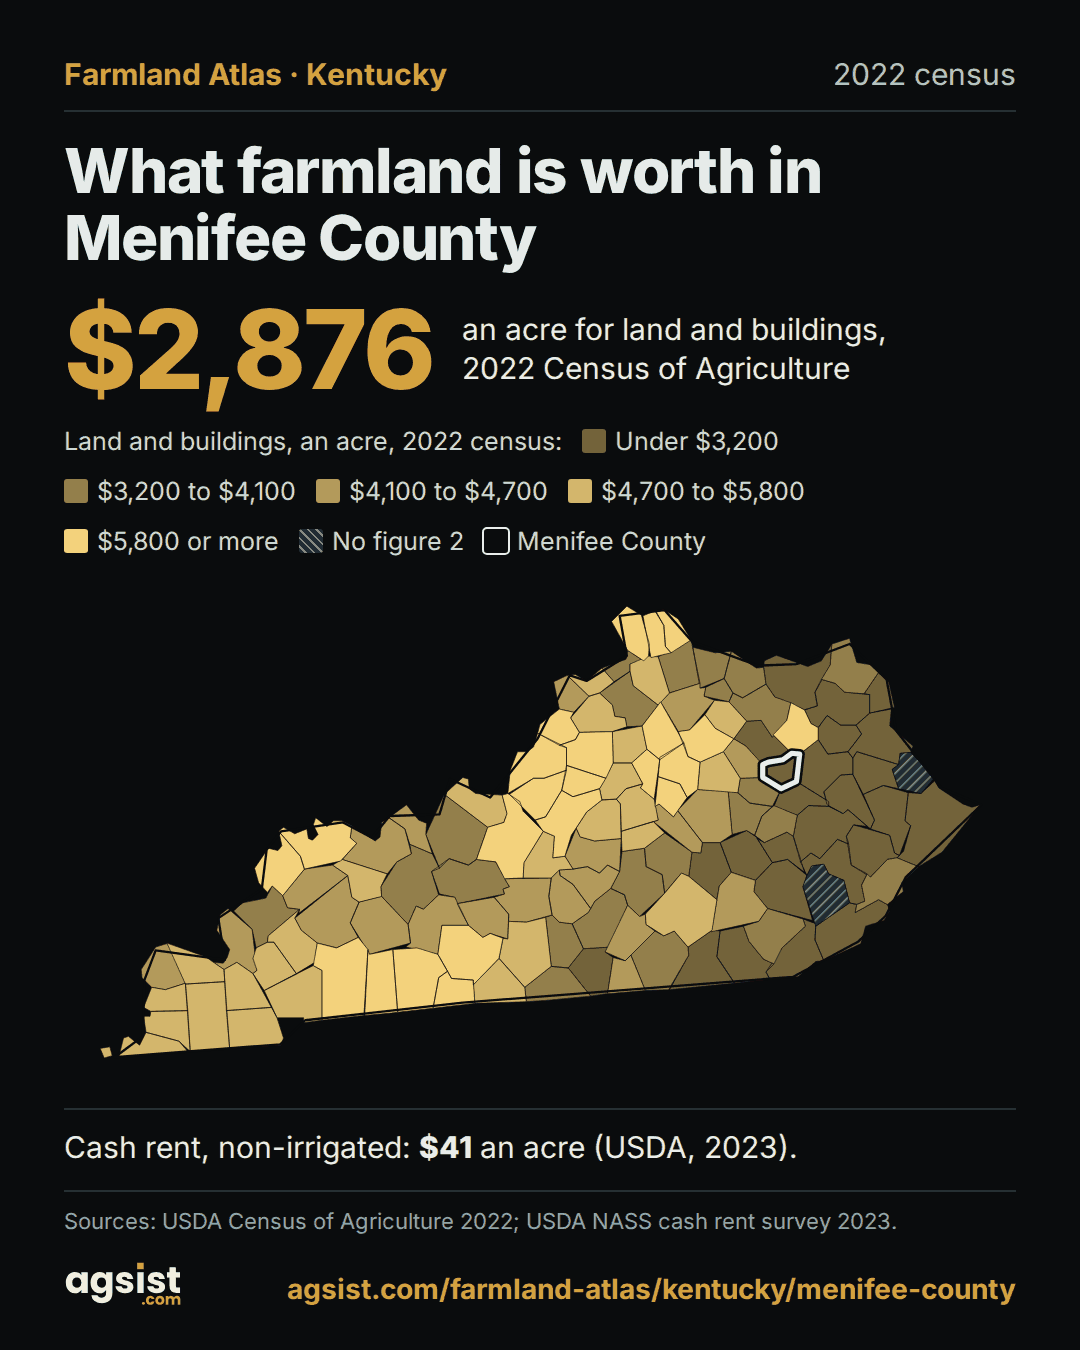 Farmland Atlas · Kentucky
2022 census
What farmland is worth in
Menifee County
$2,876
an acre for land and buildings,
2022 Census of Agriculture
Land and buildings, an acre, 2022 census: Under $3,200
$3,200 to $4,100 $4,100 to $4,700 $4,700 to $5,800
$5,800 or more No figure 2 Menifee County
Cash rent, non-irrigated: $41 an acre (USDA, 2023).
Sources: USDA Census of Agriculture 2022; USDA NASS cash rent survey 2023.
agsist
.com
agsist.com/farmland-atlas/kentucky/menifee-county